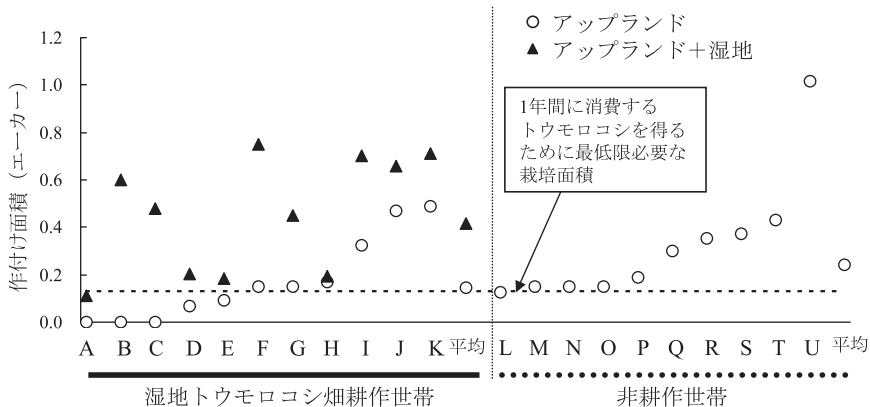 アップランド
アップランド＋湿地
作付け面積（エーカー）
1.2
1.0
0.8
0.6
0.4
0.2
0.0
1年間に消費する
トウモロコシを得る
ために最低限必要な
栽培面積
A B C D E F G H I J K 平均 L M N O P Q R S T U 平均
湿地トウモロコシ畑耕作世帯 非耕作世帯